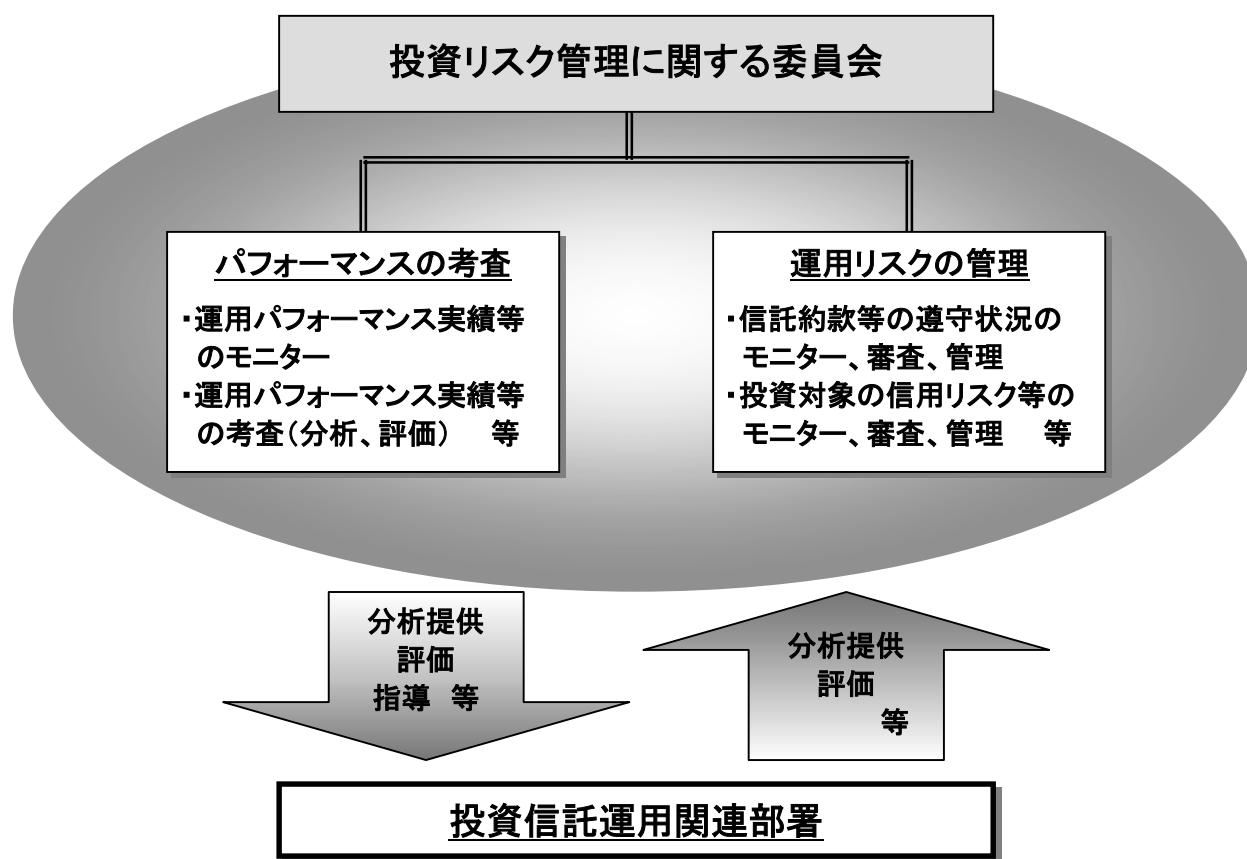 投資リスク管理に関する委員会
パフォーマンスの考査
・運用パフォーマンス実績等
のモニター
・運用パフォーマンス実績等
の考査(分析、評価) 等
運用リスクの管理
・信託約款等の遵守状況の
モニター、審査、管理
・投資対象の信用リスク等の
モニター、審査、管理 等
分析提供
評価
指導 等
分析提供
評価
等
投資信託運用関連部署